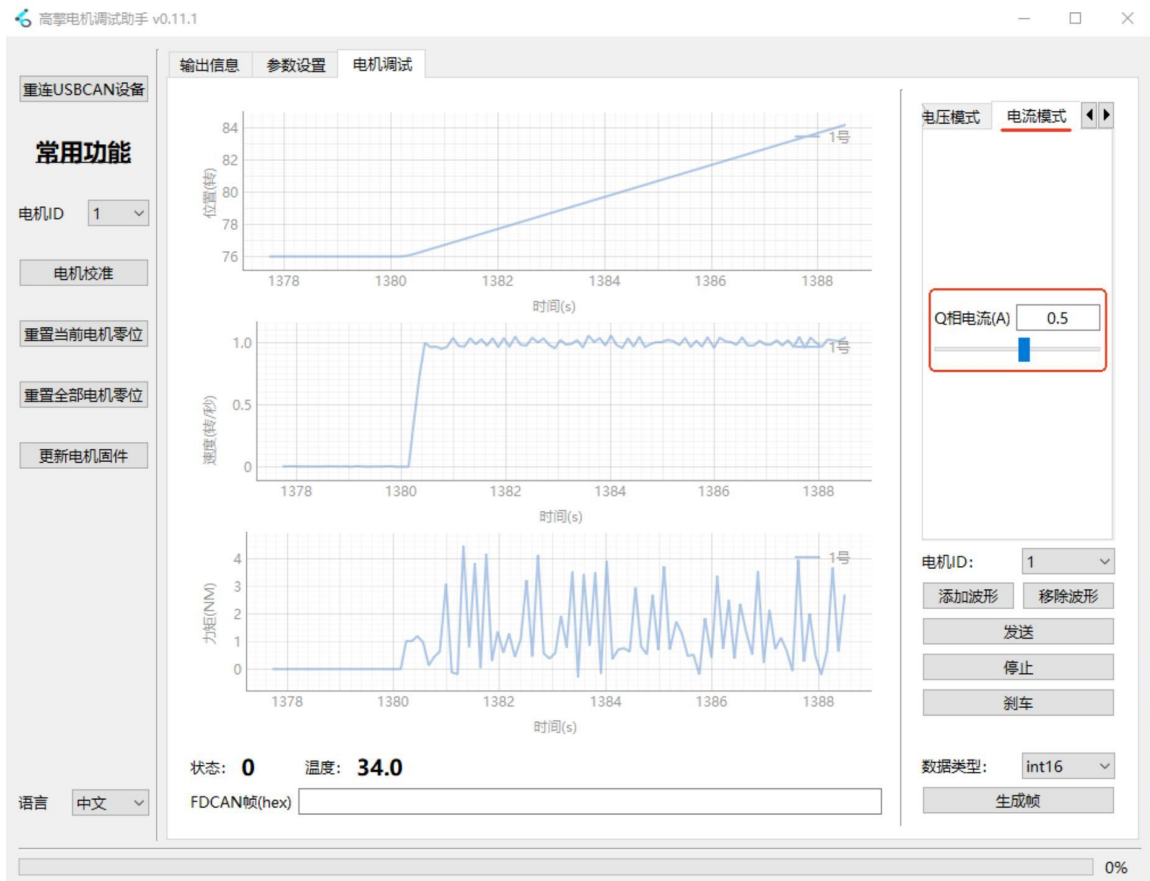 高擎电机调试助手 v0.11.1
输出信息 参数设置 电机调试
重连USBCAN设备
常用功能
电机ID 1
电机校准
重置当前电机零位
重置全部电机零位
更新电机固件
语言 中文
84
82
80
78
76
位置(转)
1号
1378 1380 1382 1384 1386 1388
时间(s)
1.0
0.5
0
速度(转/秒)
1号
1378 1380 1382 1384 1386 1388
时间(s)
4
3
2
1
0
力矩(NM)
1号
1378 1380 1382 1384 1386 1388
时间(s)
状态: 0 温度: 34.0
FDCAN帧(hex)
电压模式 电流模式
Q相电流(A) 0.5
电机ID: 1
添加波形 移除波形
发送
停止
刹车
数据类型: int16
生成帧
0%